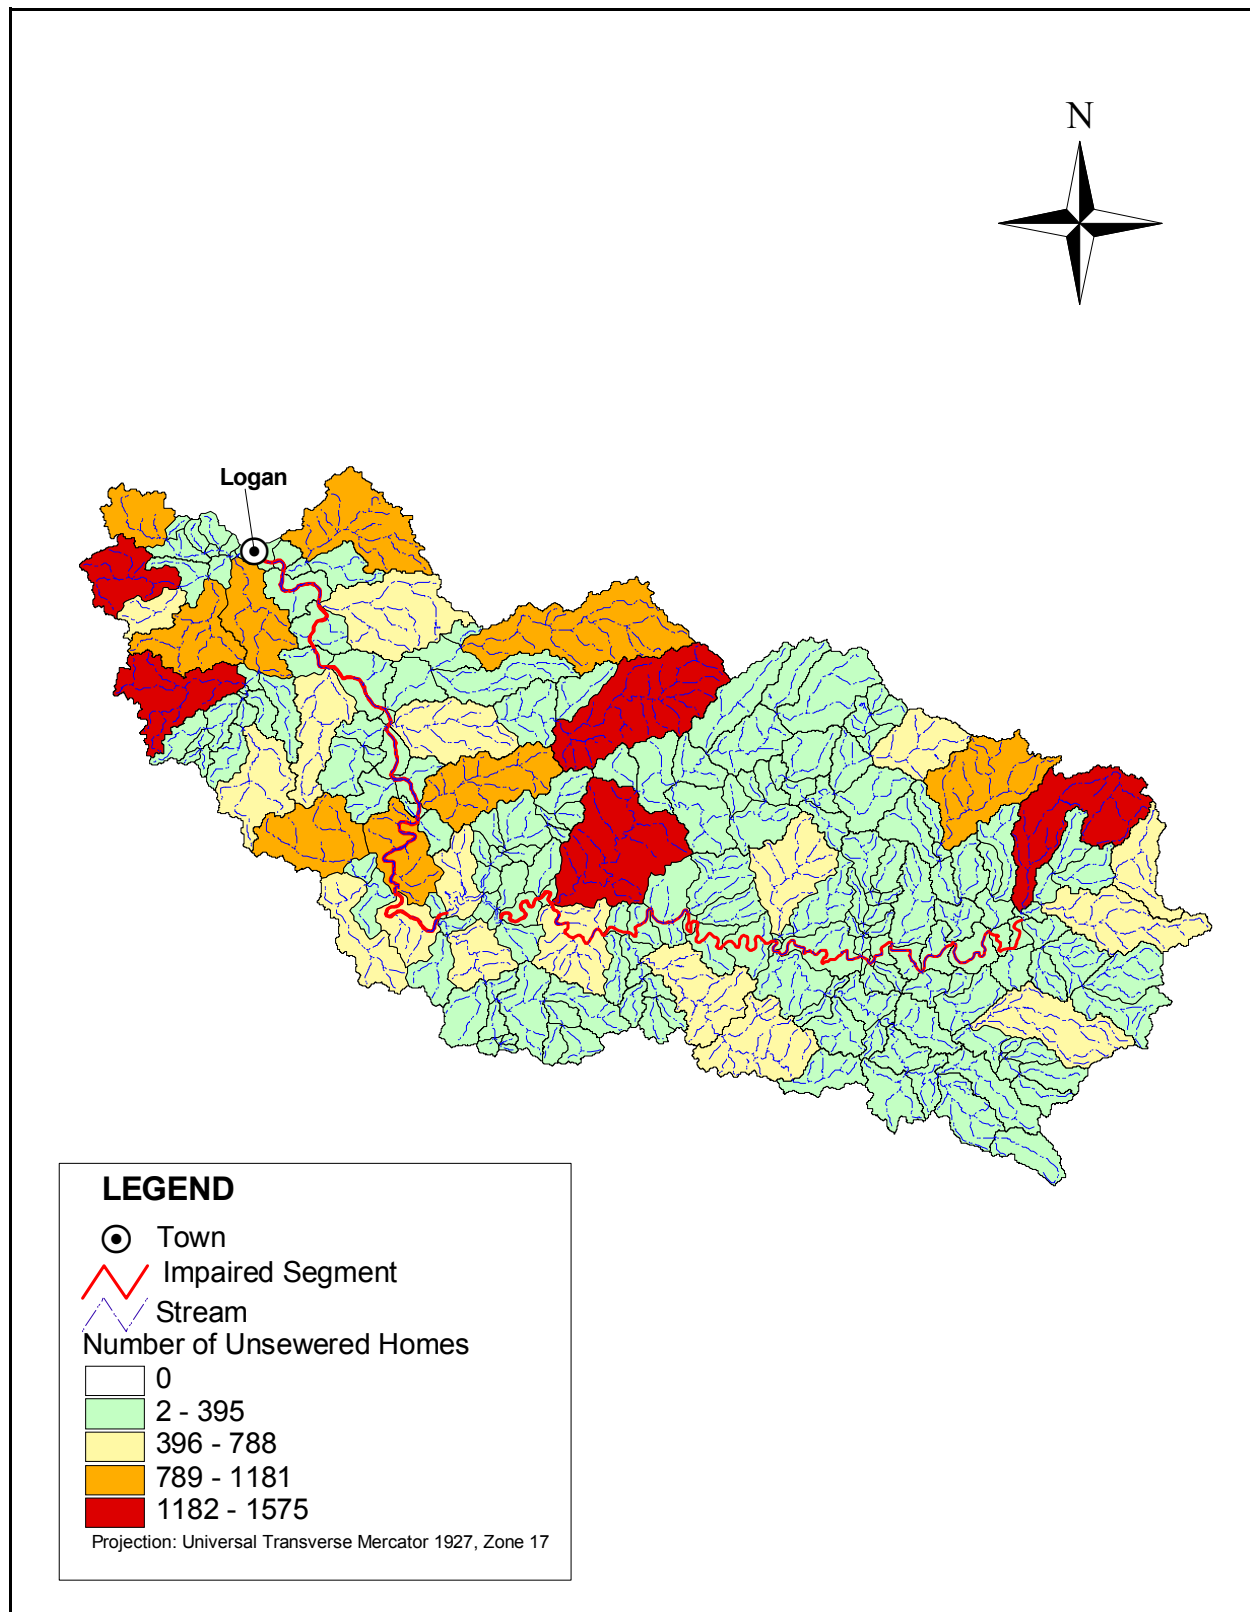 N
Logan
LEGEND
Town
Impaired Segment
Stream
Number of Unsewered Homes
0
2 - 395
396 - 788
789 - 1181
1182 - 1575
Projection: Universal Transverse Mercator 1927, Zone 17